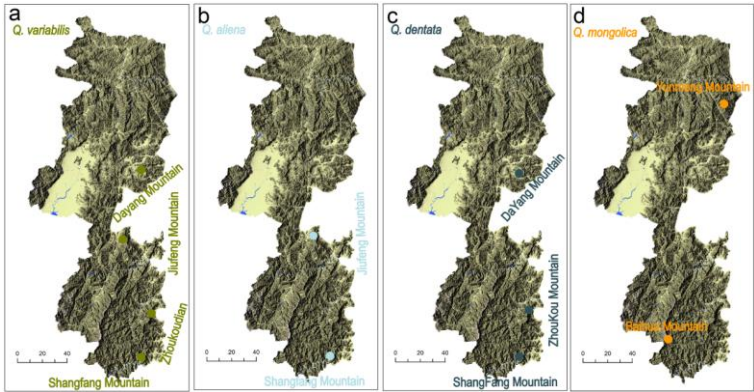 a
Q. variabilis
Dayang Mountain
Jiufeng Mountain
Zhoukoudian
Shangfang Mountain
0 20 40
b
Q. aliena
Jiufeng Mountain
Shangfang Mountain
0 20 40
c
Q. dentata
DaYang Mountain
ZhouKou Mountain
ShangFang Mountain
0 20 40
d
Q. mongolica
Yunmeng Mountain
Baihua Mountain
0 20 40